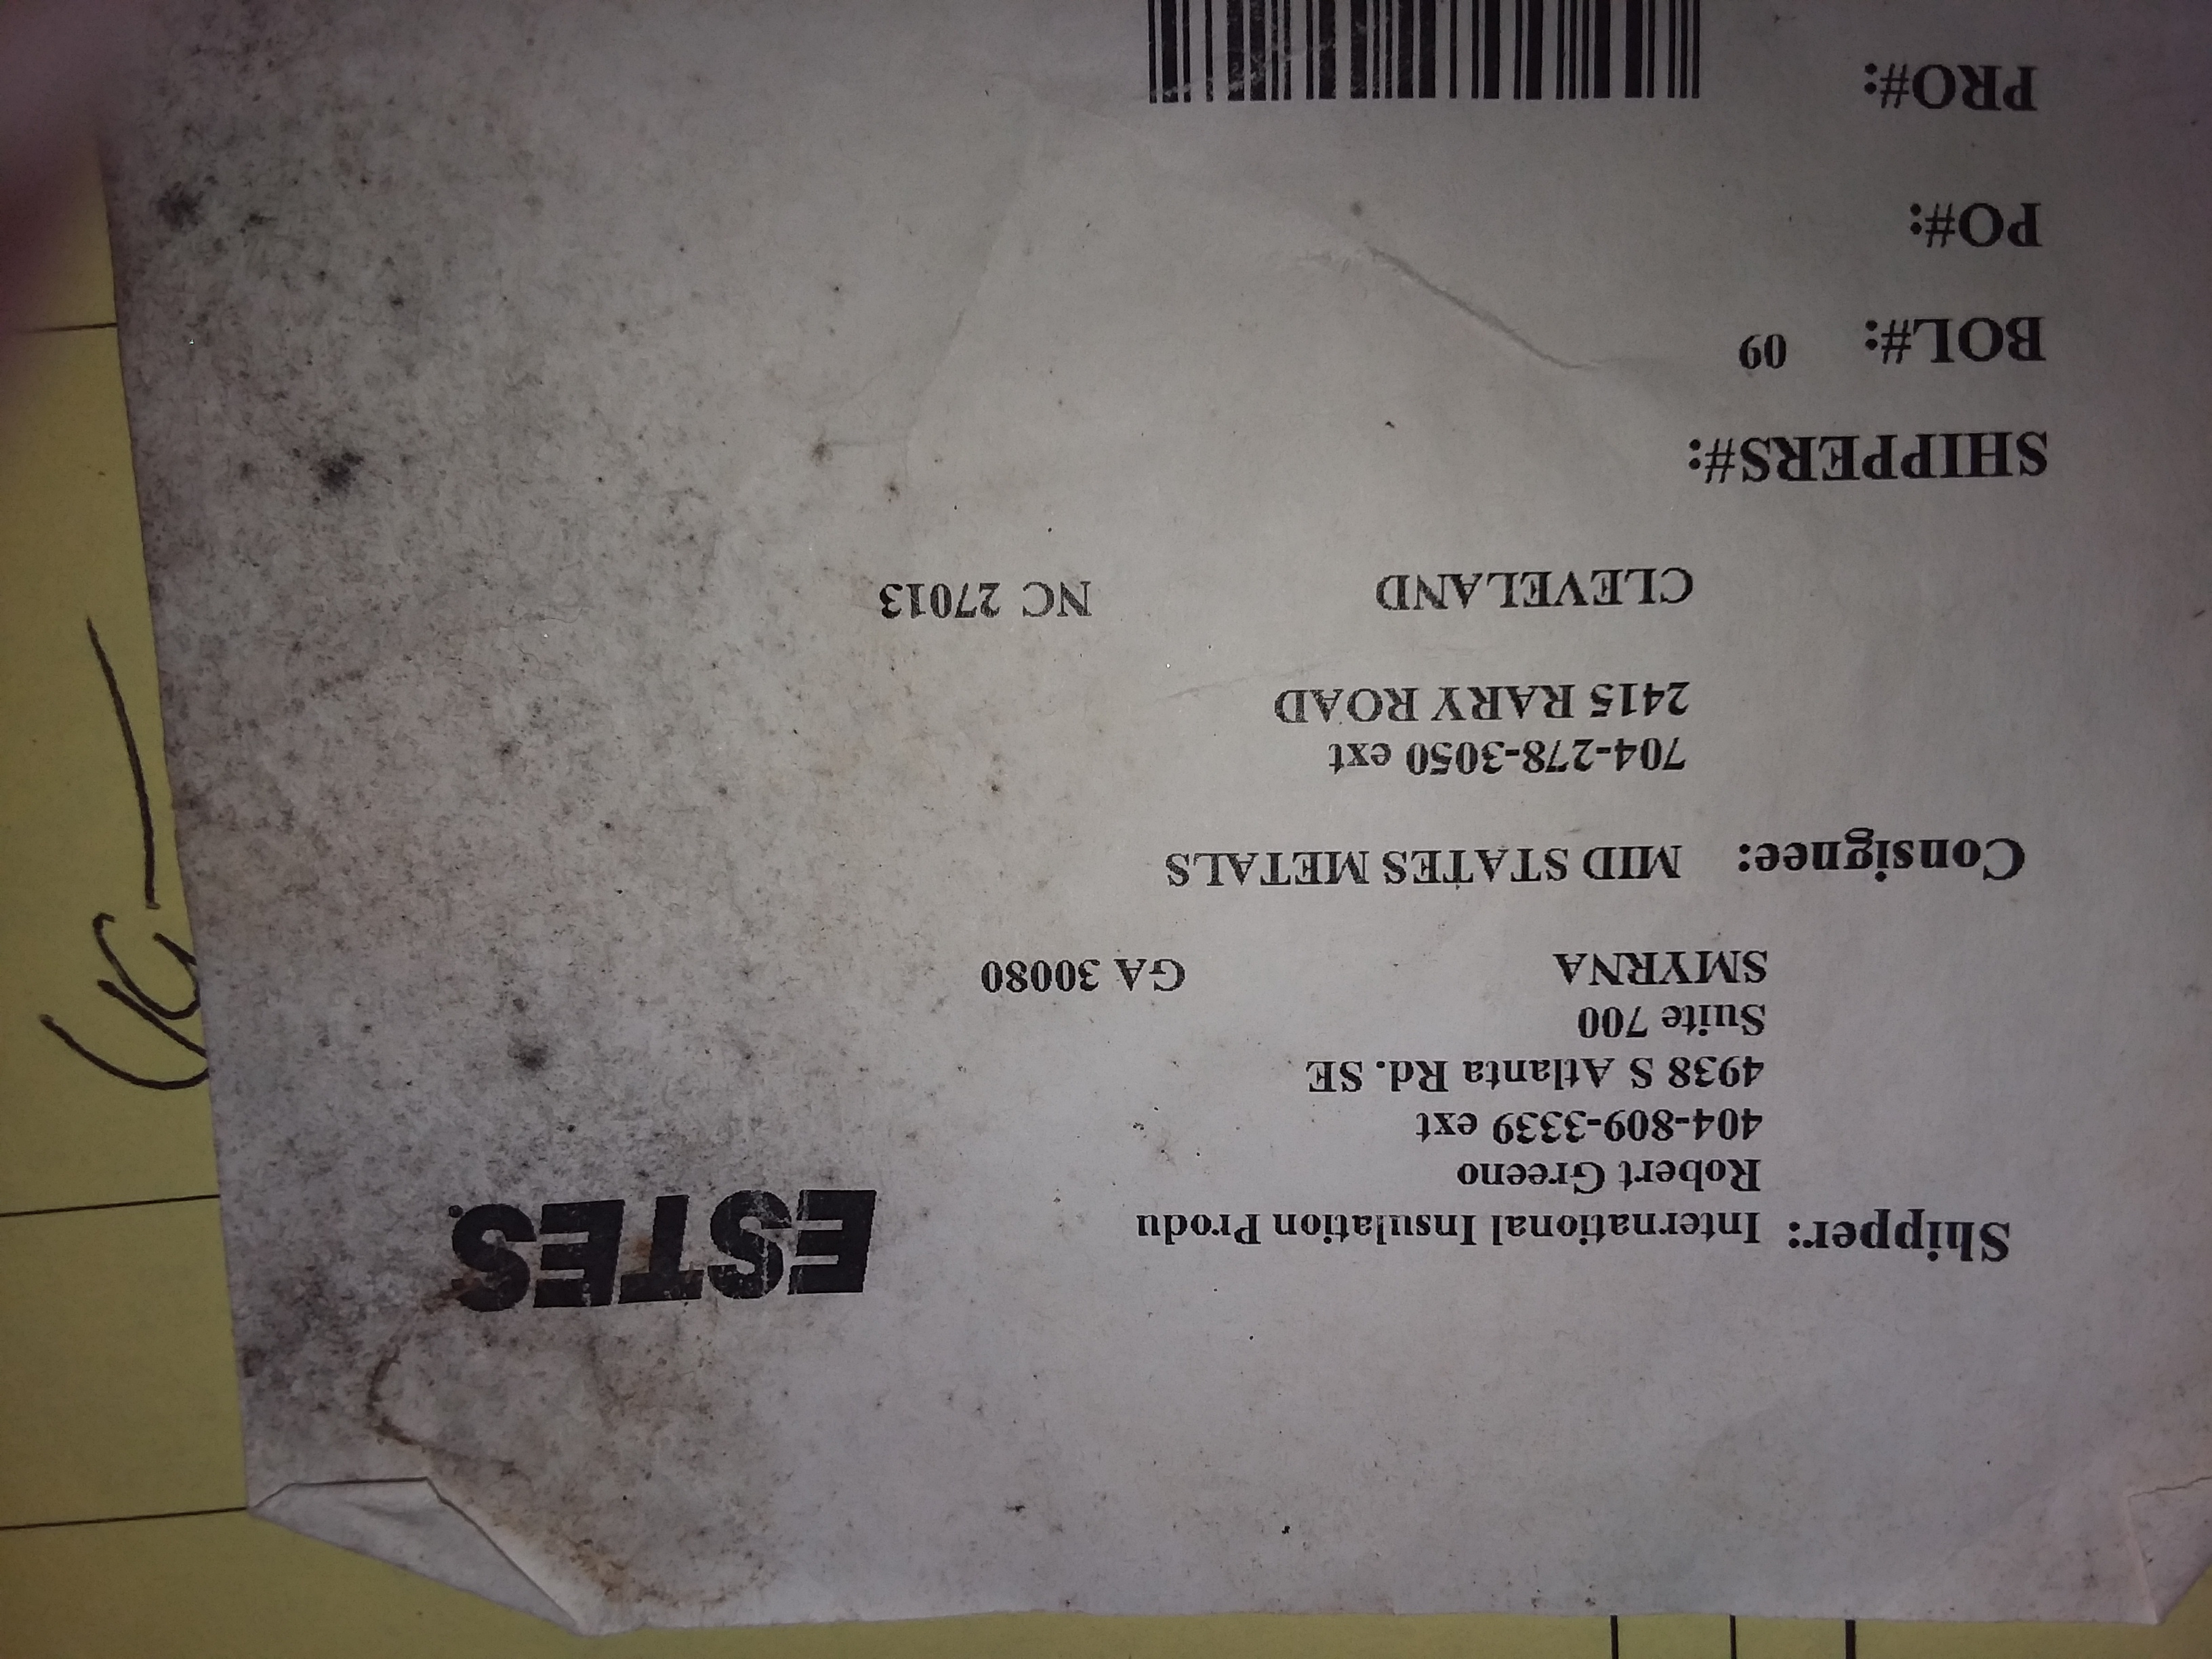 ESTES.
Shipper: International Insulation Produ
Robert Greeno
404-809-3339 ext
4938 S Atlanta Rd. SE
Suite 700
SMYRNA GA 30080
Consignee: MID STATES METALS
704-278-3050 ext
2415 RARY ROAD
CLEVELAND NC 27013
SHIPPERS#:
BOL#: 09
PO#:
PRO#: